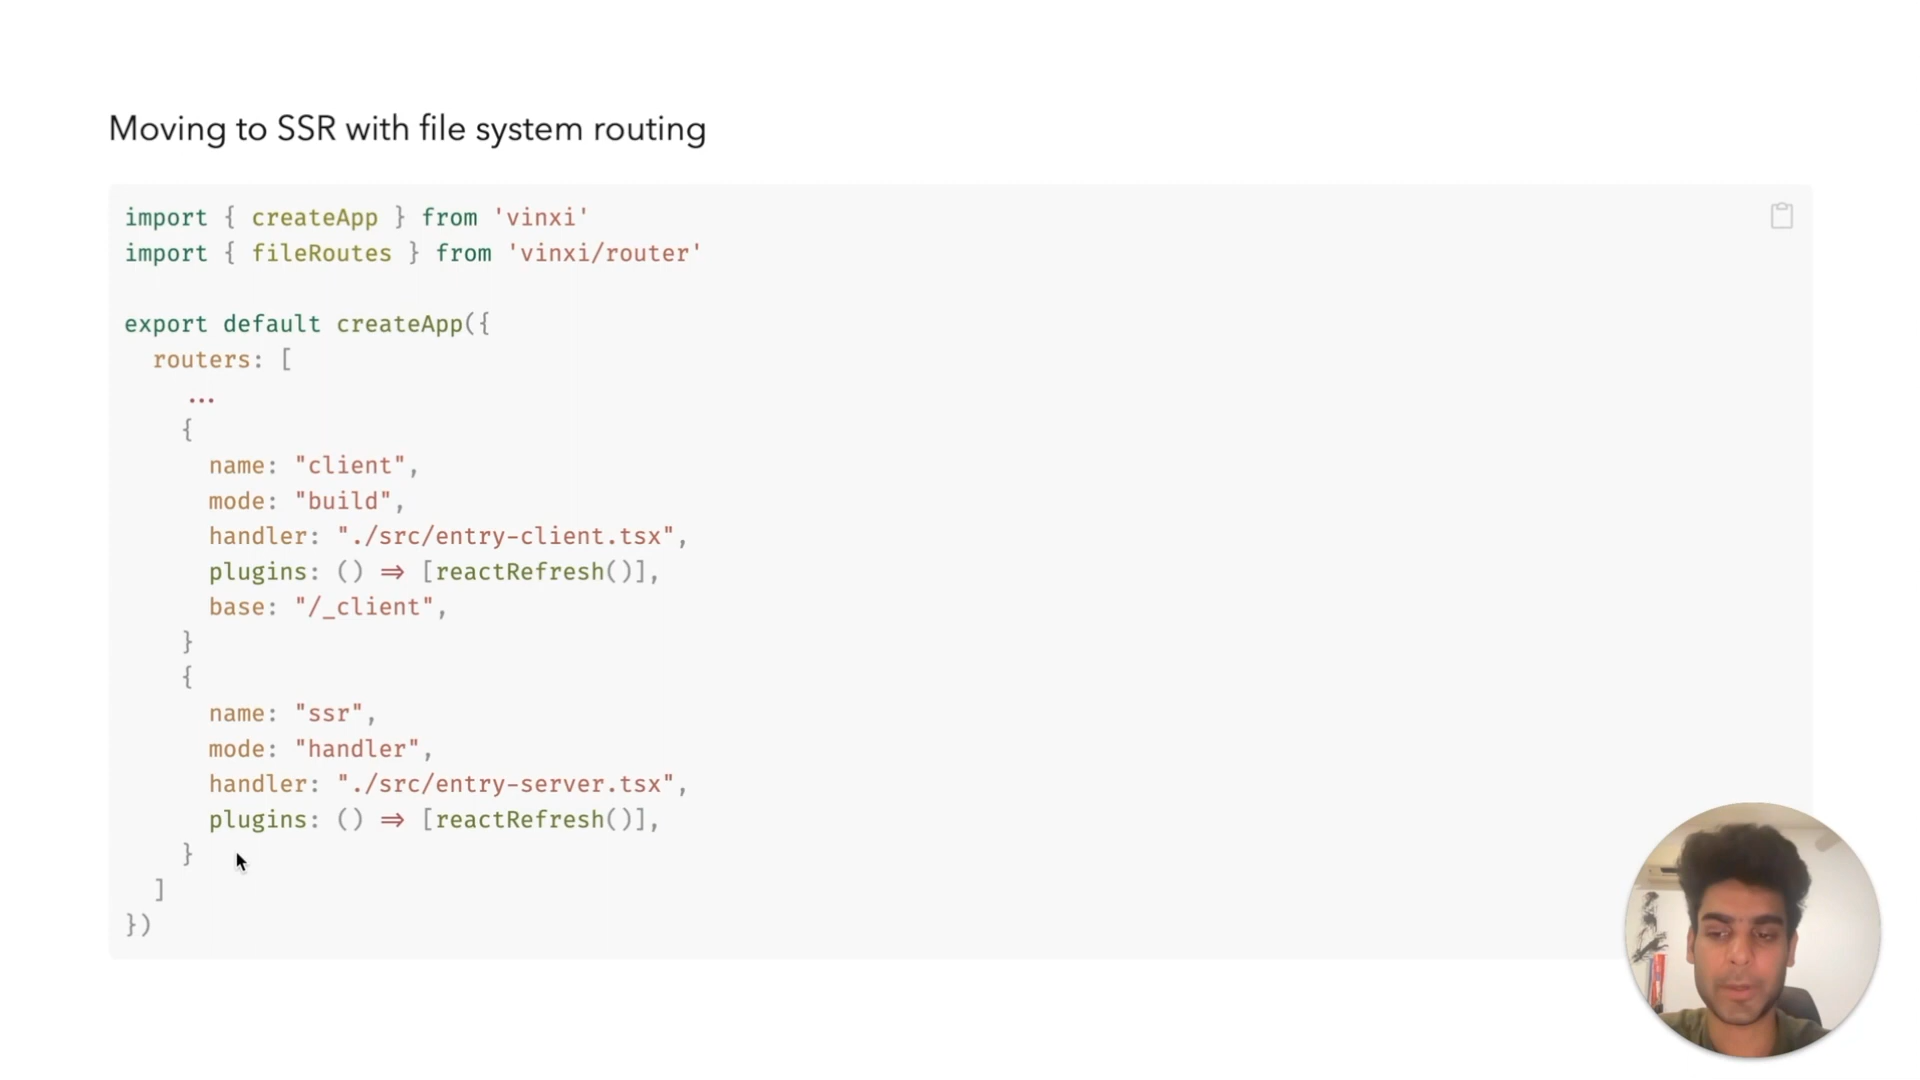 Moving to SSR with file system routing
import { createApp } from 'vinxi'
import { fileRoutes } from 'vinxi/router'
export default createApp({
routers: [
...
{
name: "client",
mode: "build",
handler: "./src/entry-client.tsx",
plugins: () => [reactRefresh()],
base: "/_client",
}
{
name: "ssr",
mode: "handler",
handler: "./src/entry-server.tsx",
plugins: () => [reactRefresh()],
}
]
})